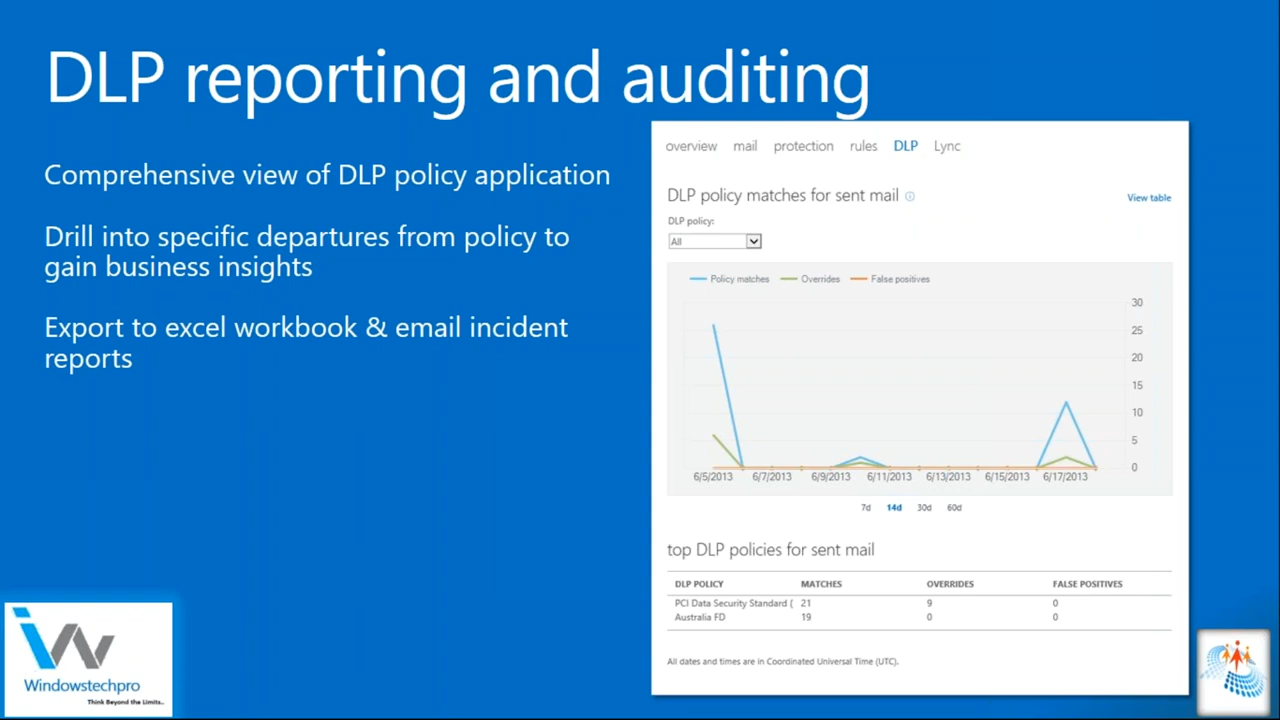 DLP reporting and auditing
Comprehensive view of DLP policy application
Drill into specific departures from policy to
gain business insights
Export to excel workbook & email incident
reports
overview mail protection rules DLP Lync
DLP policy matches for sent mail
View table
DLP policy:
All
Policy matches Overrides False positives
30
25
20
15
10
5
0
6/5/2013 6/7/2013 6/9/2013 6/11/2013 6/13/2013 6/15/2013 6/17/2013
7d 14d 30d 60d
top DLP policies for sent mail
DLP POLICY MATCHES OVERRIDES FALSE POSITIVES
PCI Data Security Standard ( 21 9 0
Australia FD 19 0 0
All dates and times are in Coordinated Universal Time (UTC).
Windowstechpro
Think Beyond the Limits..